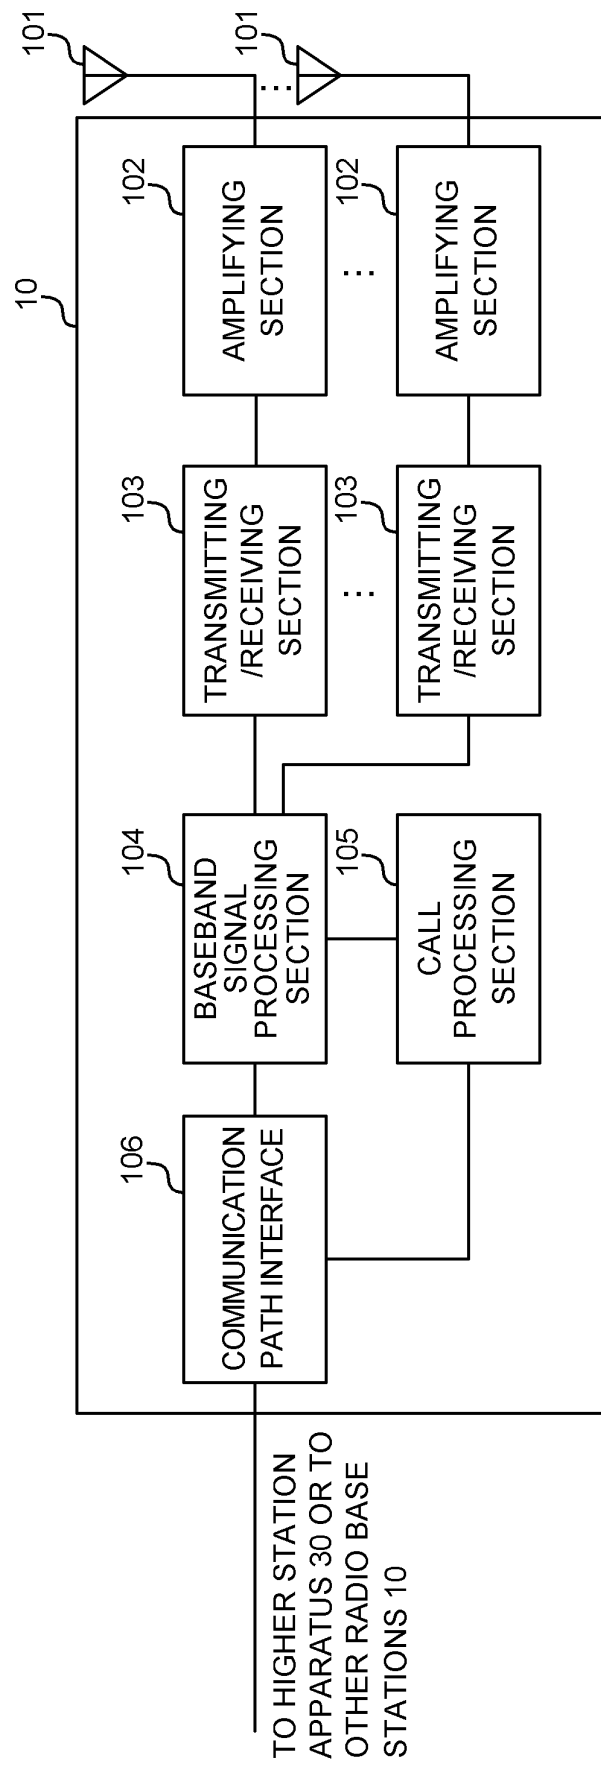 10
101
101
102
AMPLIFYING
SECTION
102
AMPLIFYING
SECTION
...
...
...
103
TRANSMITTING
/RECEIVING
SECTION
103
TRANSMITTING
/RECEIVING
SECTION
104
BASEBAND
SIGNAL
PROCESSING
SECTION
105
CALL
PROCESSING
SECTION
106
COMMUNICATION
PATH INTERFACE
TO HIGHER STATION
APPARATUS 30 OR TO
OTHER RADIO BASE
STATIONS 10